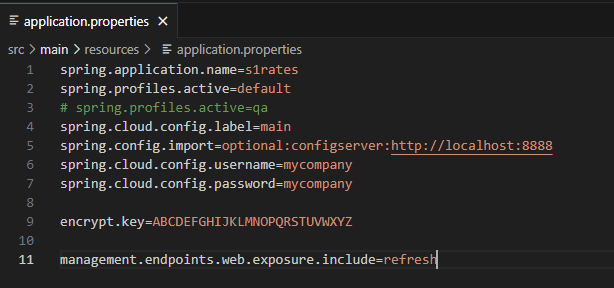 application.properties
src > main > resources > application.properties
1 spring.application.name=s1rates
2 spring.profiles.active=default
3 # spring.profiles.active=qa
4 spring.cloud.config.label=main
5 spring.config.import=optional:configserver:http://localhost:8888
6 spring.cloud.config.username=mycompany
7 spring.cloud.config.password=mycompany
8
9 encrypt.key=ABCDEFGHIJKLMNOPQRSTUVWXYZ
10
11 management.endpoints.web.exposure.include=refresh